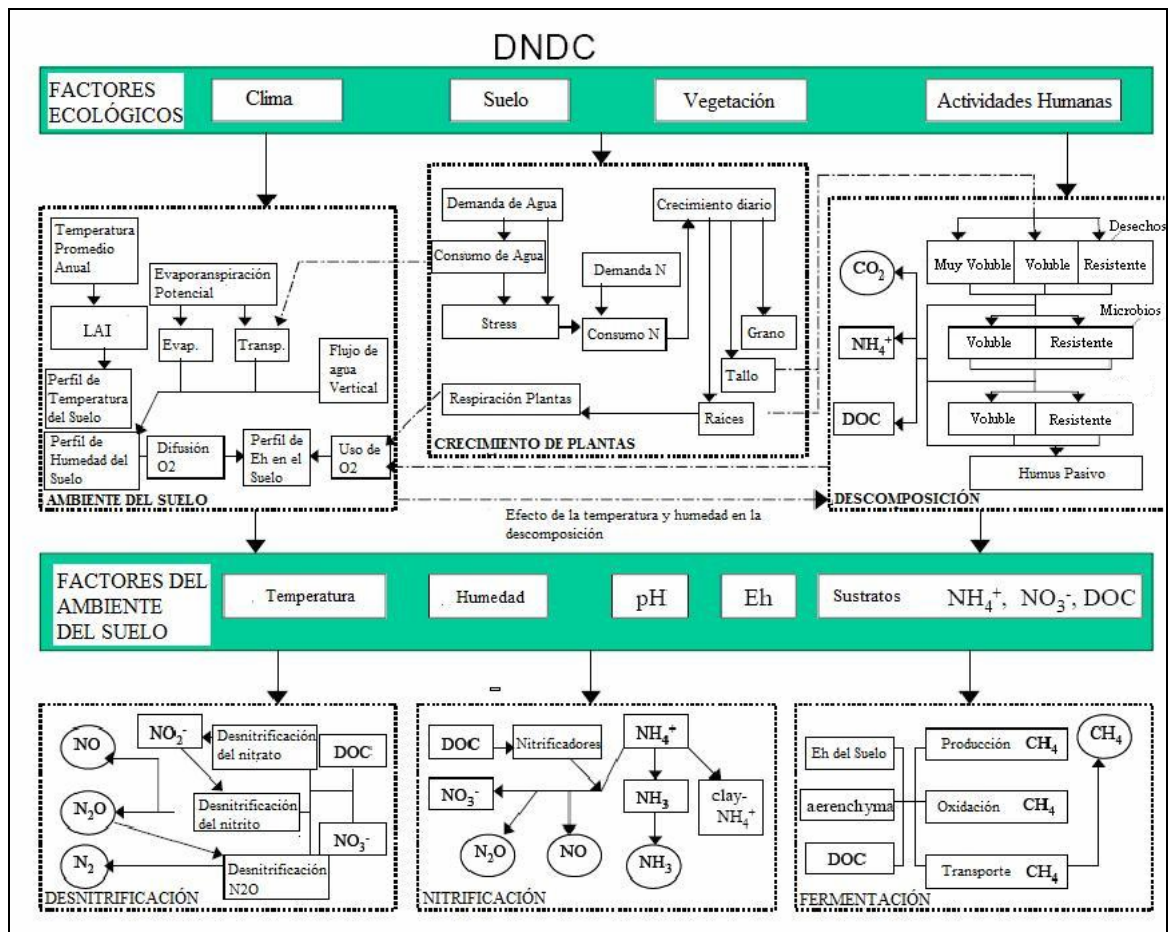 DNDC
FACTORES
ECOLÓGICOS
Clima
Suelo
Vegetación
Actividades Humanas
Temperatura
Promedio
Anual
Evaporanspiración
Potencial
LAI
Evap.
Transp.
Flujo de
agua
Vertical
Perfil de
Temperatura
del Suelo
Perfil de
Humedad del
Suelo
Difusión
O2
Perfil de
Eh en el
Suelo
Uso de
O2
AMBIENTE DEL SUELO
Demanda de Agua
Crecimiento diario
Consumo de Agua
Demanda N
Stress
Consumo N
Grano
Tallo
Respiración Plantas
Raices
CRECIMIENTO DE PLANTAS
Desechos
CO₂
Muy Voluble
Voluble
Resistente
Microbios
NH₄⁺
Voluble
Resistente
DOC
Voluble
Resistente
Humus Pasivo
DESCOMPOSICIÓN
Efecto de la temperatura y humedad en la
descomposición
FACTORES DEL
AMBIENTE
DEL SUELO
Temperatura
Humedad
pH
Eh
Sustratos NH₄⁺, NO₃⁻, DOC
NO
NO₂⁻
Desnitrificación
del nitrato
DOC
N₂O
Desnitrificación
del nitrito
NO₃⁻
N₂
Desnitrificación
N2O
DESNITRIFICACIÓN
DOC
Nitrificadores
NH₄⁺
NO₃⁻
NH₃
clay-
NH₄⁺
N₂O
NO
NH₃
NITRIFICACIÓN
Eh del Suelo
Producción CH₄
CH₄
aerenchyma
Oxidación CH₄
DOC
Transporte CH₄
FERMENTACIÓN